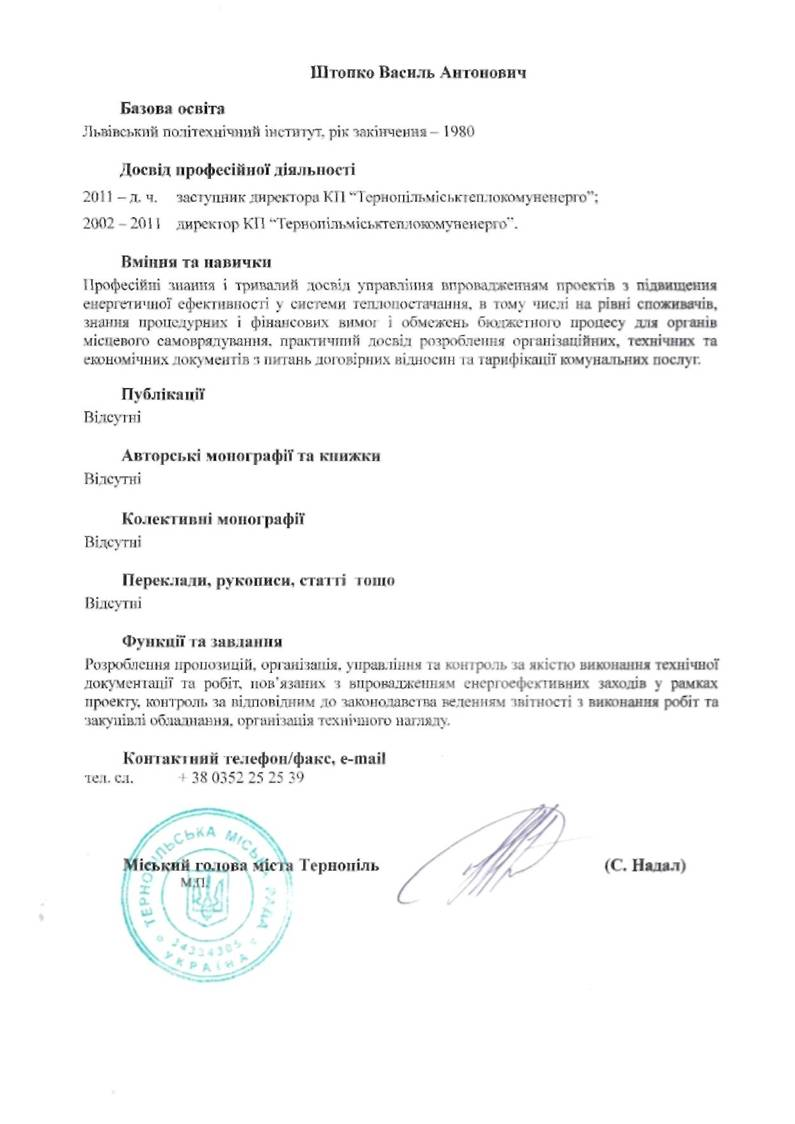 Штопко Василь Антонович
Базова освіта
Львівський політехнічний інститут, рік закінчення – 1980
Досвід професійної діяльності
2011 – д. ч. заступник директора КП “Тернопільміськтеплокомуненерго”;
2002 – 2011 директор КП “Тернопільміськтеплокомуненерго”.
Вміння та навички
Професійні знання і тривалий досвід управління впровадженням проектів з підвищення
енергетичної ефективності у системи теплопостачання, в тому числі на рівні споживачів,
знання процедурних і фінансових вимог і обмежень бюджетного процесу для органів
місцевого самоврядування, практичний досвід розроблення організаційних, технічних та
економічних документів з питань договірних відносин та тарифікації комунальних послуг.
Публікації
Відсутні
Авторські монографії та книжки
Відсутні
Колективні монографії
Відсутні
Переклади, рукописи, статті тощо
Відсутні
Функції та завдання
Розроблення пропозицій, організація, управління та контроль за якістю виконання технічної
документації та робіт, пов’язаних з впровадженням енергоефективних заходів у рамках
проекту, контроль за відповідним до законодавства веденням звітності з виконання робіт та
закупівлі обладнання, організація технічного нагляду.
Контактний телефон/факс, e-mail
тел. сл. + 38 0352 25 25 39
Міський голова міста Тернопіль (С. Надал)
М.П.
ТЕРНОПІЛЬСЬКА МІСЬКА РАДА
34334305
УКРАЇНА